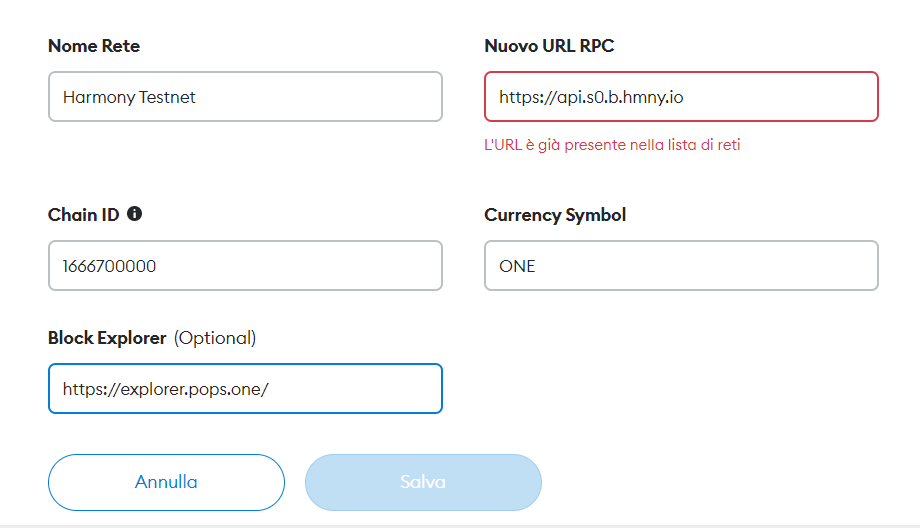 Nome Rete
Nuovo URL RPC
Harmony Testnet
https://api.s0.b.hmny.io
L'URL è già presente nella lista di reti
Chain ID
Currency Symbol
1666700000
ONE
Block Explorer (Optional)
https://explorer.pops.one/
Annulla
Salva